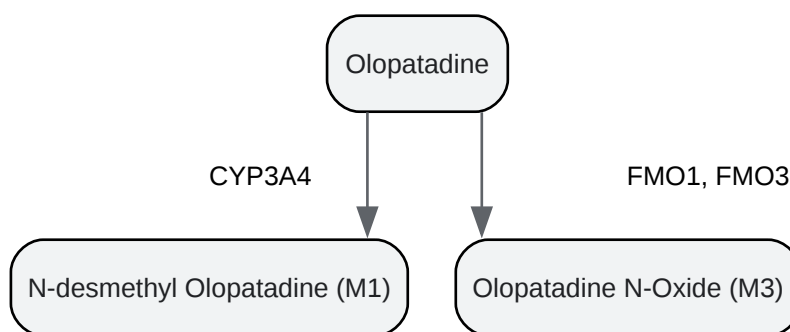 Olopatadine
CYP3A4
FMO1, FMO3
N-desmethyl Olopatadine (M1)
Olopatadine N-Oxide (M3)